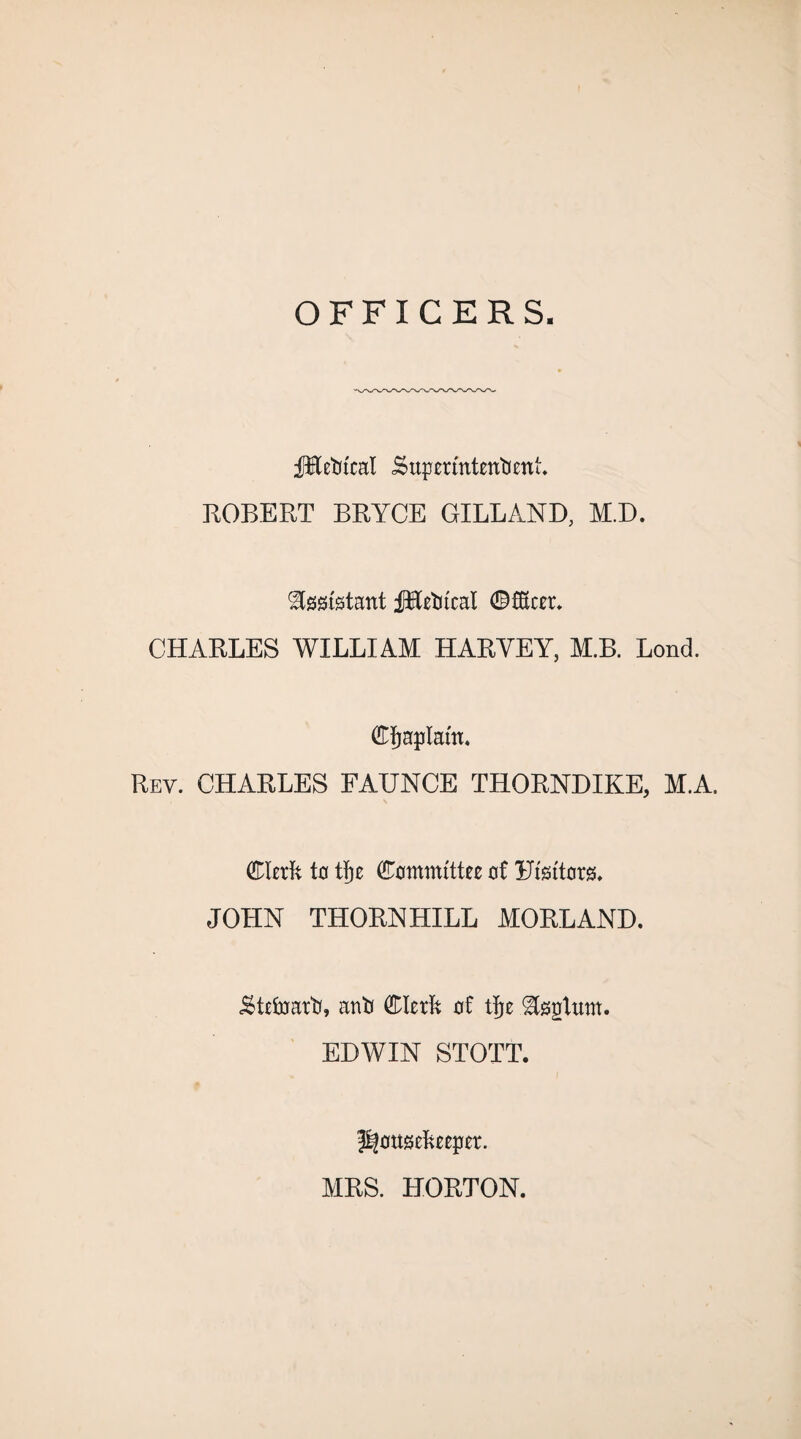 OFFICERS.
Medical Superintendent.
ROBERT BRYCE GILLAND, M.D.
Assistant Medical Officer.
CHARLES WILLIAM HARVEY, M.B. Lond.
Chaplain.
REV. CHARLES FAUNCE THORNDIKE, M.A.
Clerk to the Committee of Visitors.
JOHN THORNHILL MORLAND.
Steward, and Clerk of the Asylum.
EDWIN STOTT.
Housekeeper.
MRS. HORTON.